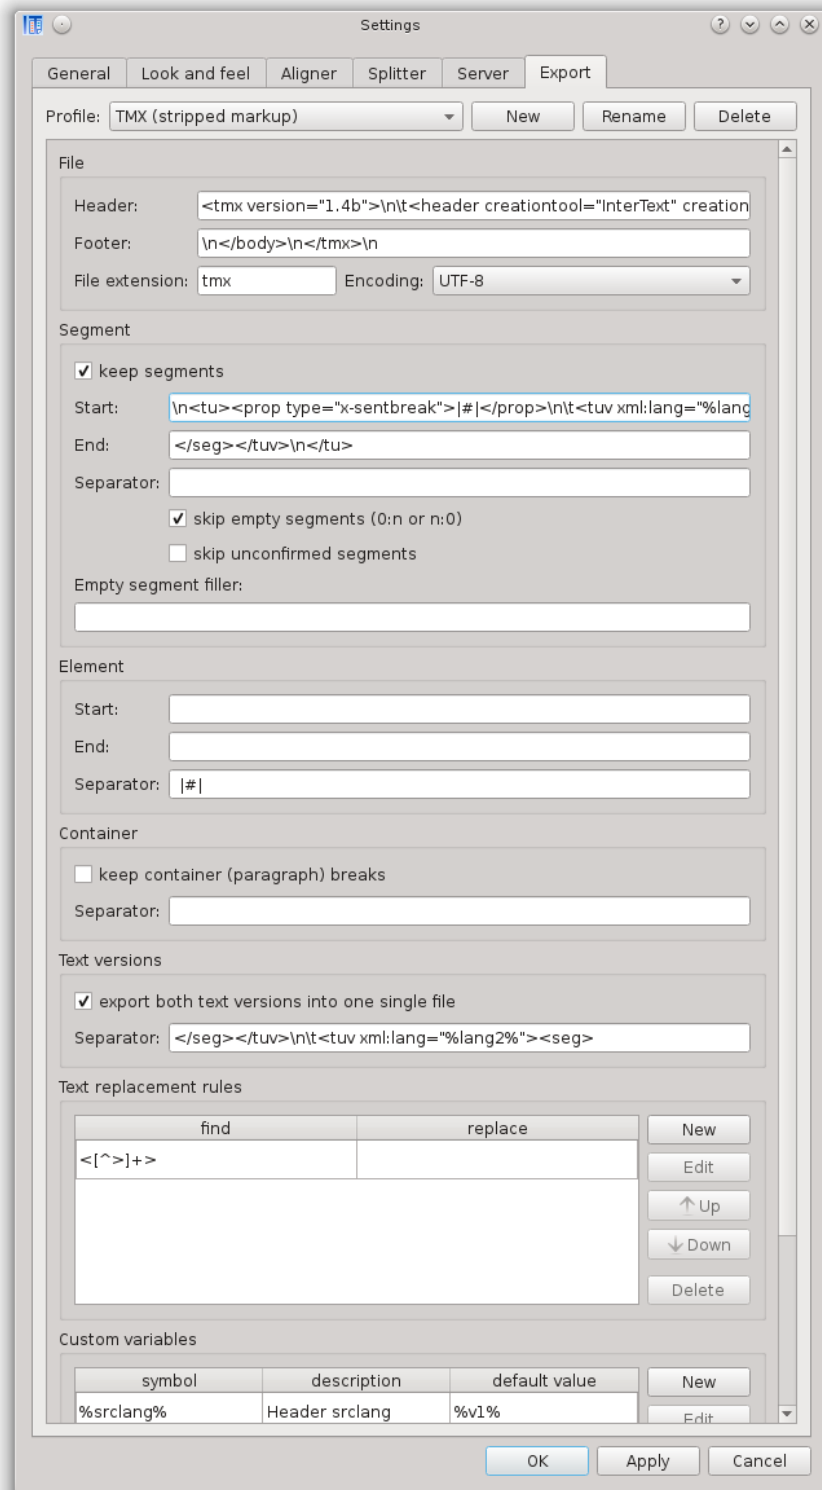 Settings
General Look and feel Aligner Splitter Server Export
Profile: TMX (stripped markup) New Rename Delete
File
Header: <tmx version="1.4b">\n\t<header creationtool="InterText" creation
Footer: \n</body>\n</tmx>\n
File extension: tmx Encoding: UTF-8
Segment
keep segments
Start: \n<tu><prop type="x-sentbreak">|#|</prop>\n\t<tuv xml:lang="%lang
End: </seg></tuv>\n</tu>
Separator:
skip empty segments (0:n or n:0)
skip unconfirmed segments
Empty segment filler:
Element
Start:
End:
Separator: |#|
Container
keep container (paragraph) breaks
Separator:
Text versions
export both text versions into one single file
Separator: </seg></tuv>\n\t<tuv xml:lang="%lang2%"><seg>
Text replacement rules
find replace New
<[^>]+> Edit
Up
Down
Delete
Custom variables
symbol description default value New
%srclang% Header srclang %v1% Edit
OK Apply Cancel